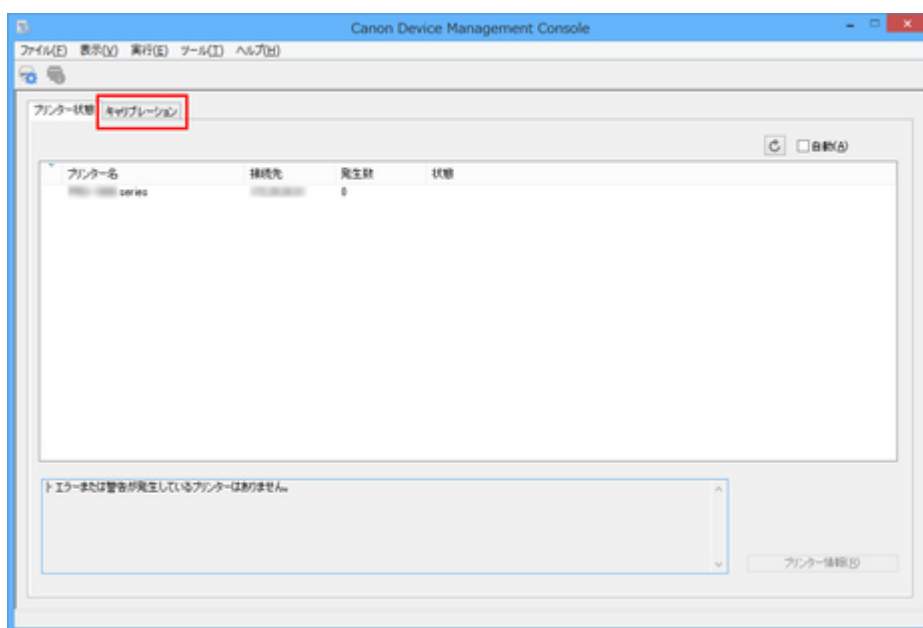 Canon Device Management Console
ファイル(F) 表示(V) 実行(E) ツール(T) ヘルプ(H)
プリンター状態 キャリブレーション
自動(A)
プリンター名 接続先 発生数 状態
series 0
エラーまたは警告が発生しているプリンターはありません。
プリンター情報(R)